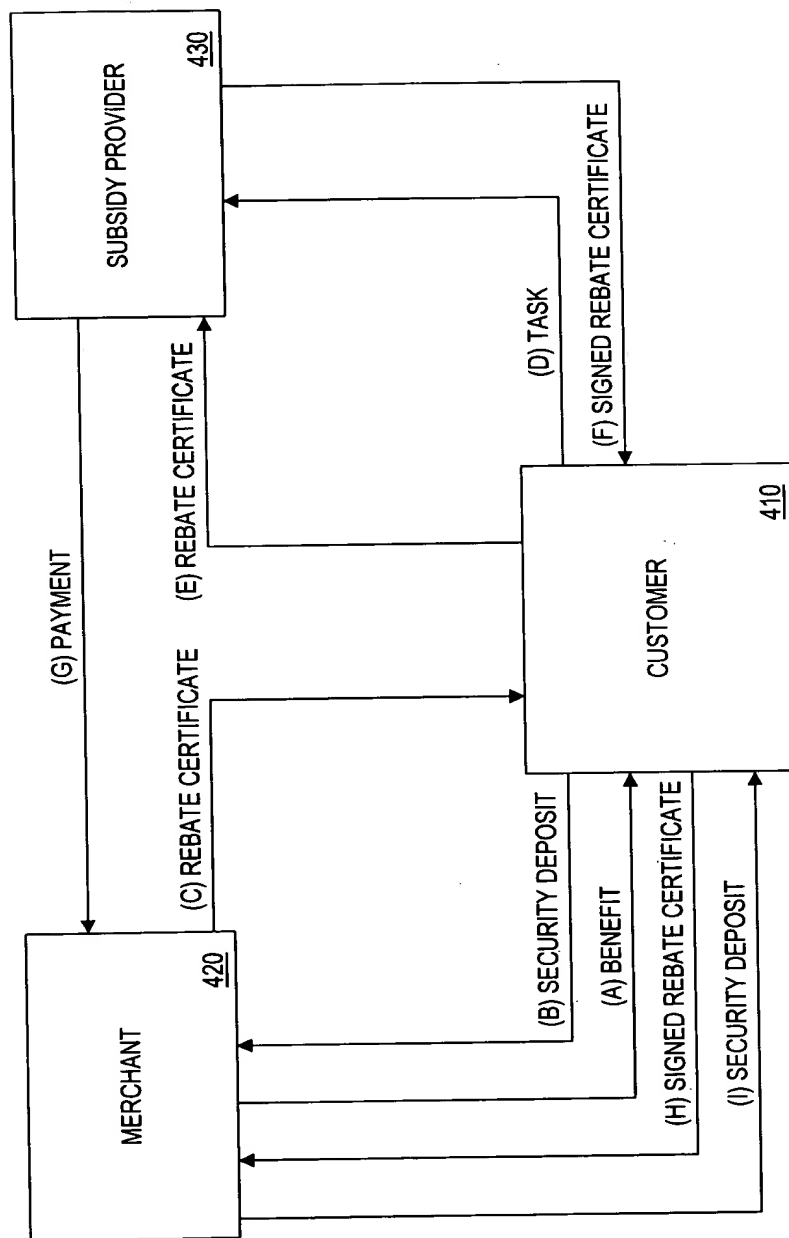 MERCHANT
420
SUBSIDY PROVIDER
430
(G) PAYMENT
(C) REBATE CERTIFICATE
(E) REBATE CERTIFICATE
(D) TASK
(F) SIGNED REBATE CERTIFICATE
(B) SECURITY DEPOSIT
(A) BENEFIT
(H) SIGNED REBATE CERTIFICATE
(I) SECURITY DEPOSIT
CUSTOMER
410